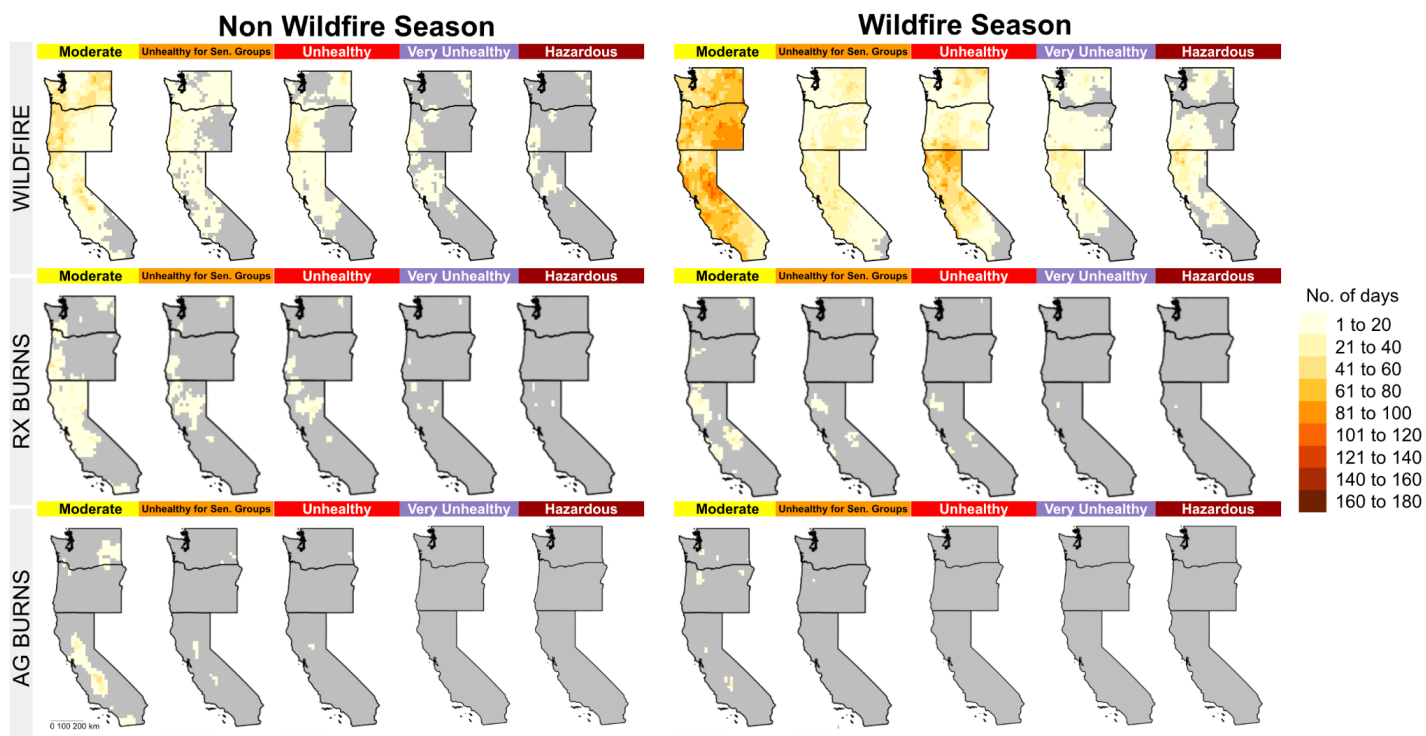 Non Wildfire Season Wildfire Season
Moderate Unhealthy for Sen. Groups Unhealthy Very Unhealthy Hazardous Moderate Unhealthy for Sen. Groups Unhealthy Very Unhealthy Hazardous
WILDFIRE
Moderate Unhealthy for Sen. Groups Unhealthy Very Unhealthy Hazardous Moderate Unhealthy for Sen. Groups Unhealthy Very Unhealthy Hazardous
RX BURNS
Moderate Unhealthy for Sen. Groups Unhealthy Very Unhealthy Hazardous Moderate Unhealthy for Sen. Groups Unhealthy Very Unhealthy Hazardous
AG BURNS
0 100 200 km
No. of days
1 to 20
21 to 40
41 to 60
61 to 80
81 to 100
101 to 120
121 to 140
140 to 160
160 to 180